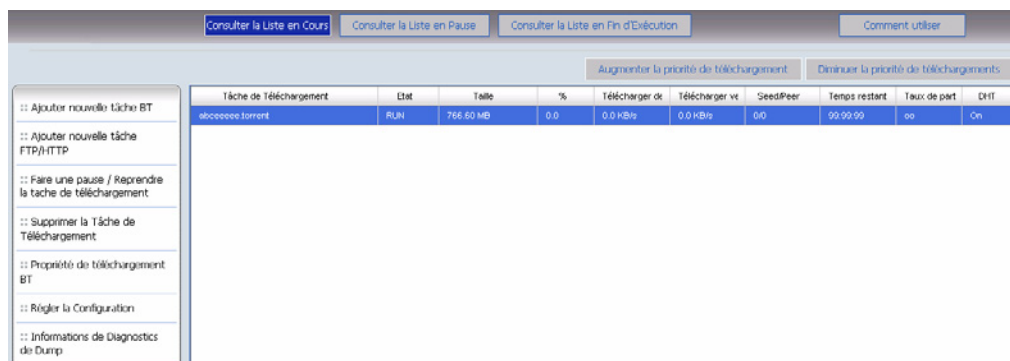 Consulter la Liste en Cours Consulter la Liste en Pause Consulter la Liste en Fin d'Exécution Comment utiliser
Augmenter la priorité de téléchargement Diminuer la priorité de téléchargements
Tâche de Téléchargement Etat Taille % Télécharger de Télécharger ve Seed/Peer Temps restant Taux de part DHT
abceeeee.torrent RUN 766.60 MB 0.0 0.0 KB/s 0.0 KB/s 0/0 99:99:99 oo On
:: Ajouter nouvelle tâche BT
:: Ajouter nouvelle tâche
FTP/HTTP
:: Faire une pause / Reprendre
la tache de téléchargement
:: Supprimer la Tâche de
Téléchargement
:: Propriété de téléchargement
BT
:: Régler la Configuration
:: Informations de Diagnostics
de Dump